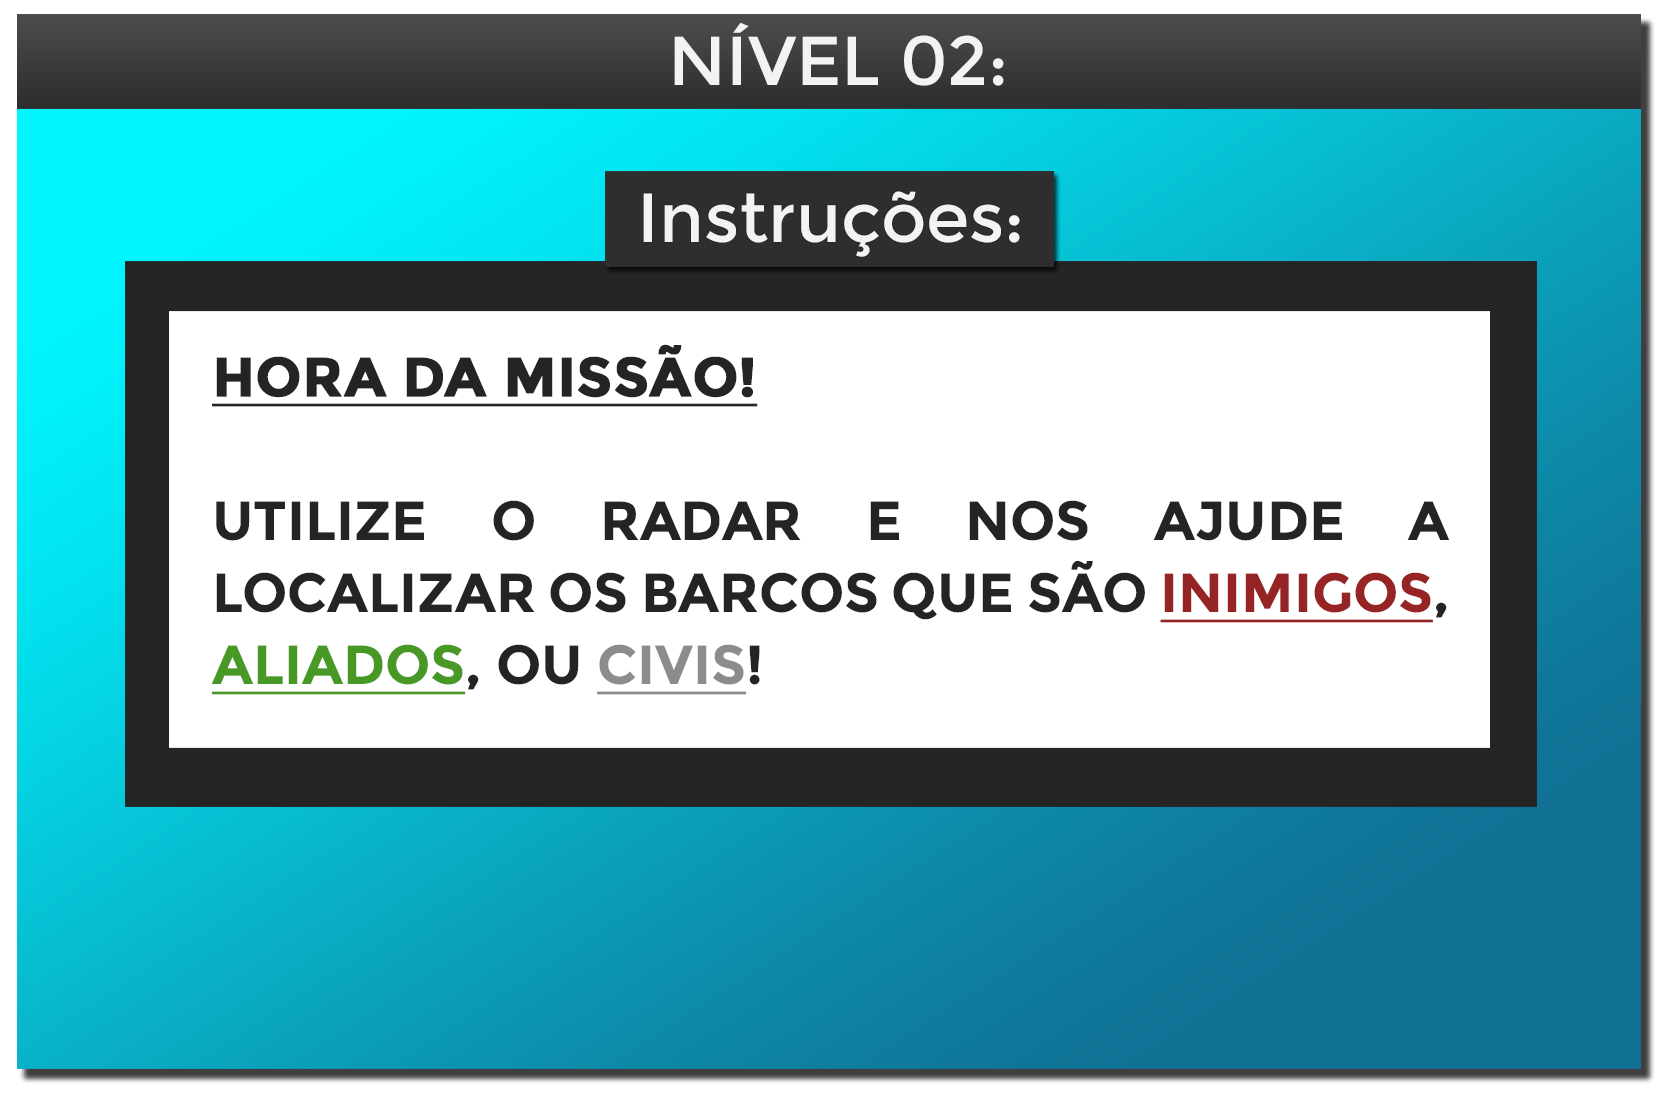 NÍVEL 02:
Instruções:
HORA DA MISSÃO!
UTILIZE O RADAR E NOS AJUDE A
LOCALIZAR OS BARCOS QUE SÃO INIMIGOS,
ALIADOS, OU CIVIS!